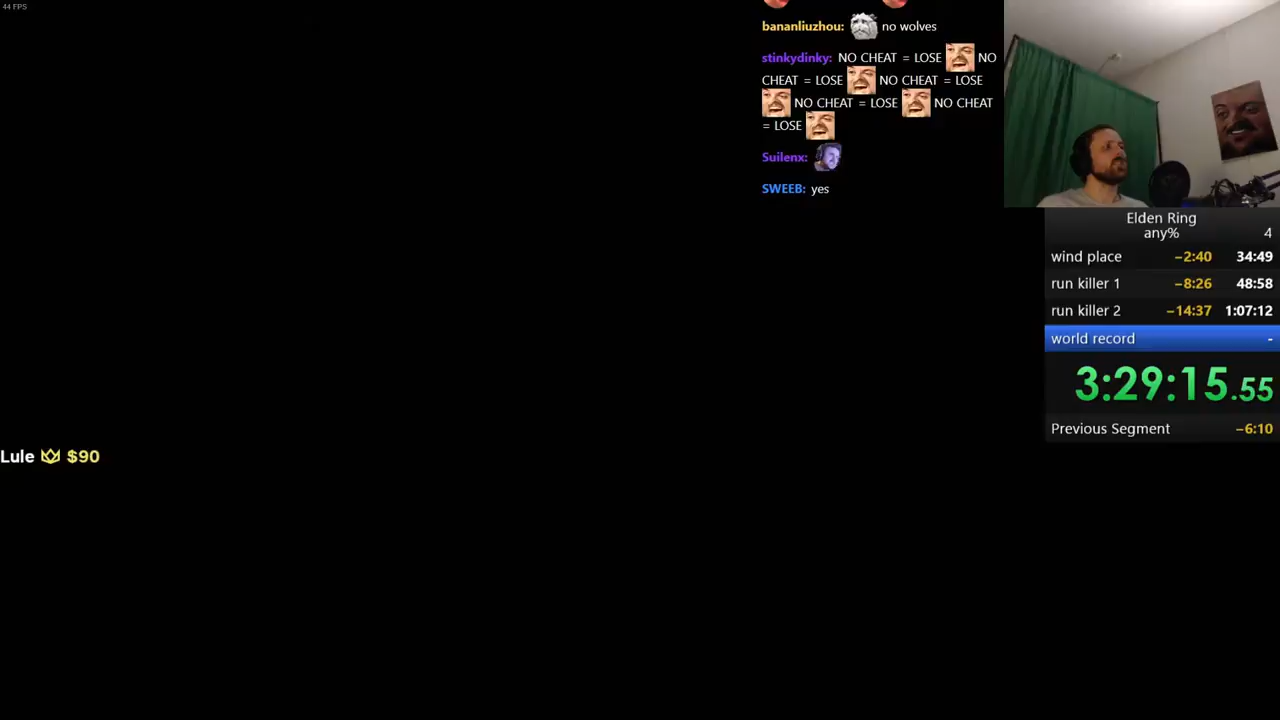 44 FPS
bananliuzhou: no wolves
stinkydinky: NO CHEAT = LOSE NO
CHEAT = LOSE NO CHEAT = LOSE
NO CHEAT = LOSE NO CHEAT
= LOSE
Suilenx:
SWEEB: yes
Elden Ring
any% 4
wind place −2:40 34:49
run killer 1 −8:26 48:58
run killer 2 −14:37 1:07:12
world record -
3:29:15.55
Previous Segment −6:10
Lule $90